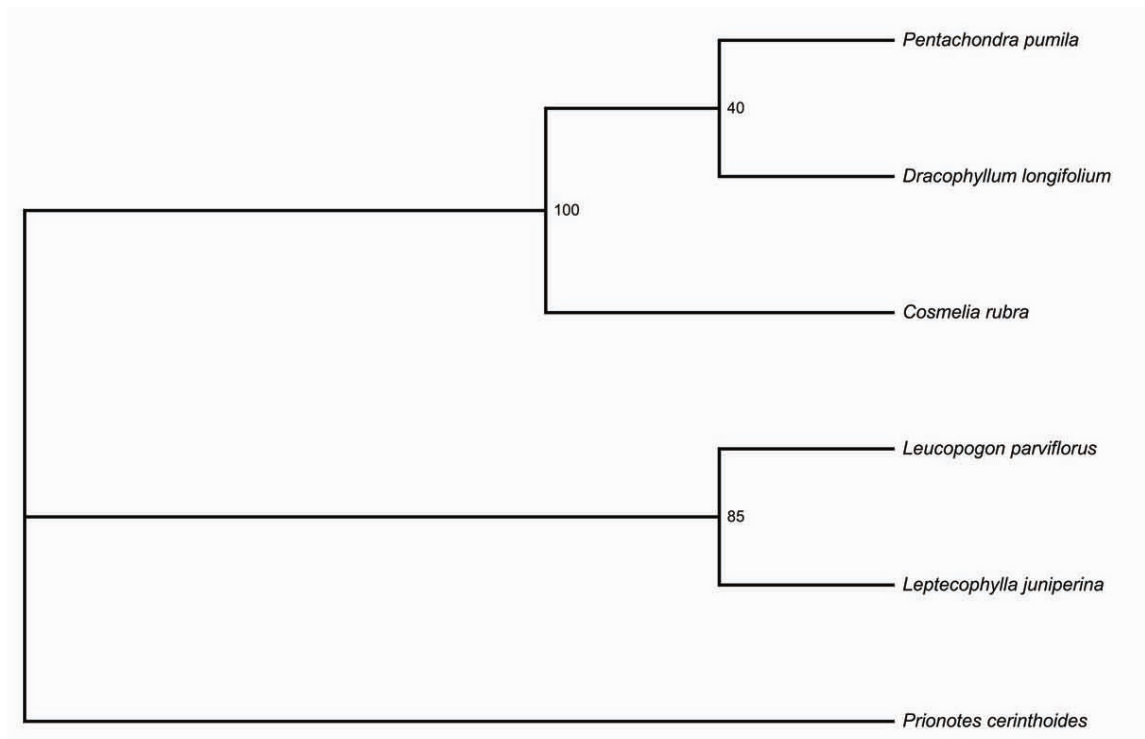 Pentachondra pumila
40
Dracophyllum longifolium
100
Cosmelia rubra
Leucopogon parviflorus
85
Leptecophylla juniperina
Prionotes cerinthoides